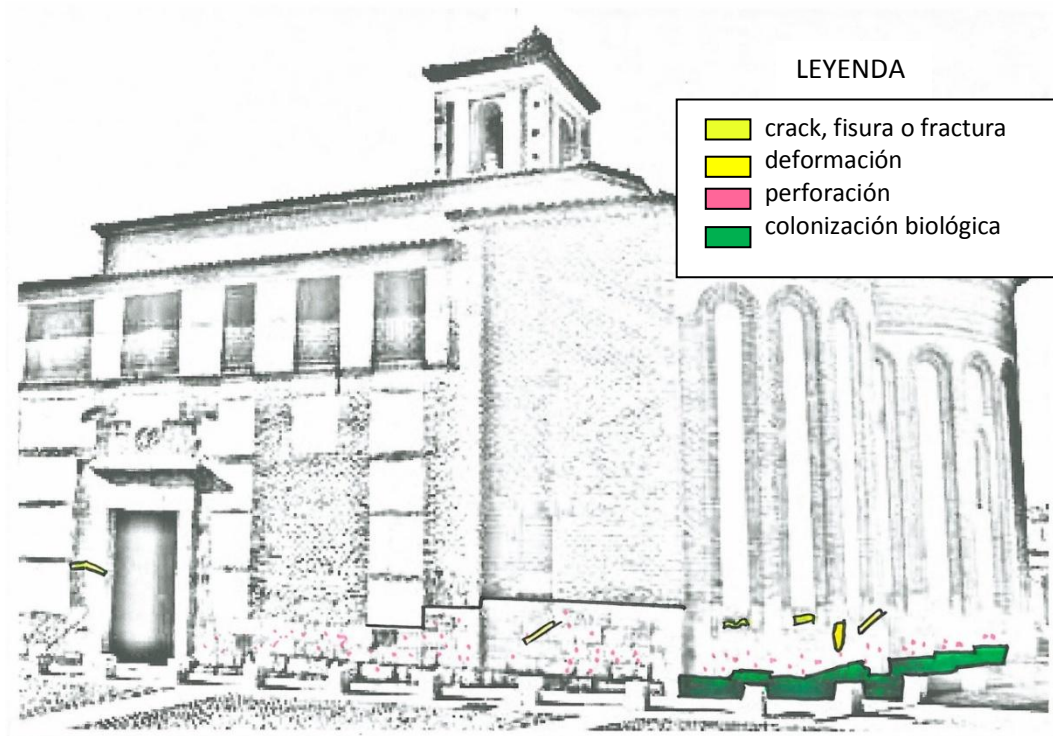 LEYENDA
crack, fisura o fractura
deformación
perforación
colonización biológica